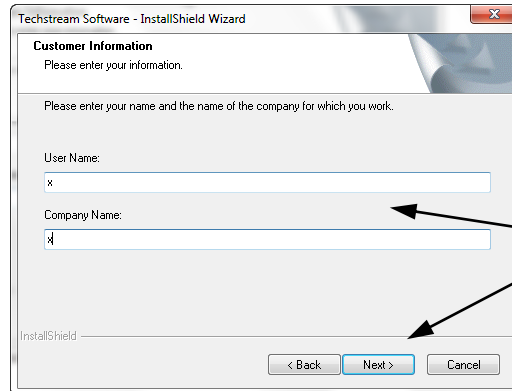 Techstream Software - InstallShield Wizard
Customer Information
Please enter your information.
Please enter your name and the name of the company for which you work.
User Name:
x
Company Name:
x
InstallShield
< Back
Next >
Cancel